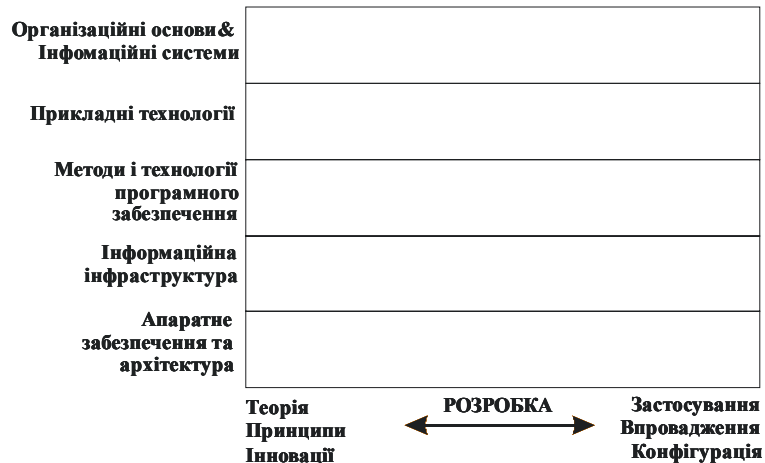 Організаційні основи&
Інфомаційні системи
Прикладні технології
Методи і технології
програмного
забезпечення
Інформаційна
інфраструктура
Апаратне
забезпечення та
архітектура
Теорія
Принципи
Інновації
РОЗРОБКА
Застосування
Впровадження
Конфігурація